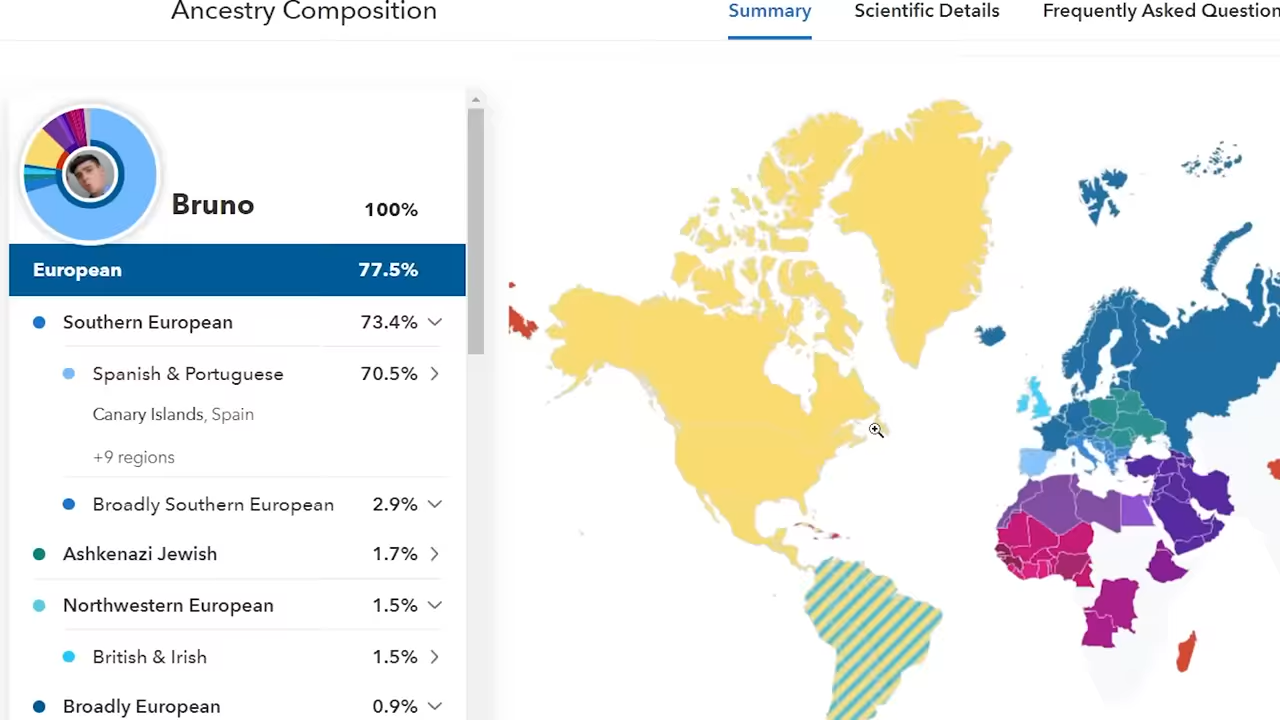 Ancestry Composition
Summary
Scientific Details
Frequently Asked Question
Bruno 100%
European 77.5%
Southern European 73.4%
Spanish & Portuguese 70.5%
Canary Islands, Spain
+9 regions
Broadly Southern European 2.9%
Ashkenazi Jewish 1.7%
Northwestern European 1.5%
British & Irish 1.5%
Broadly European 0.9%